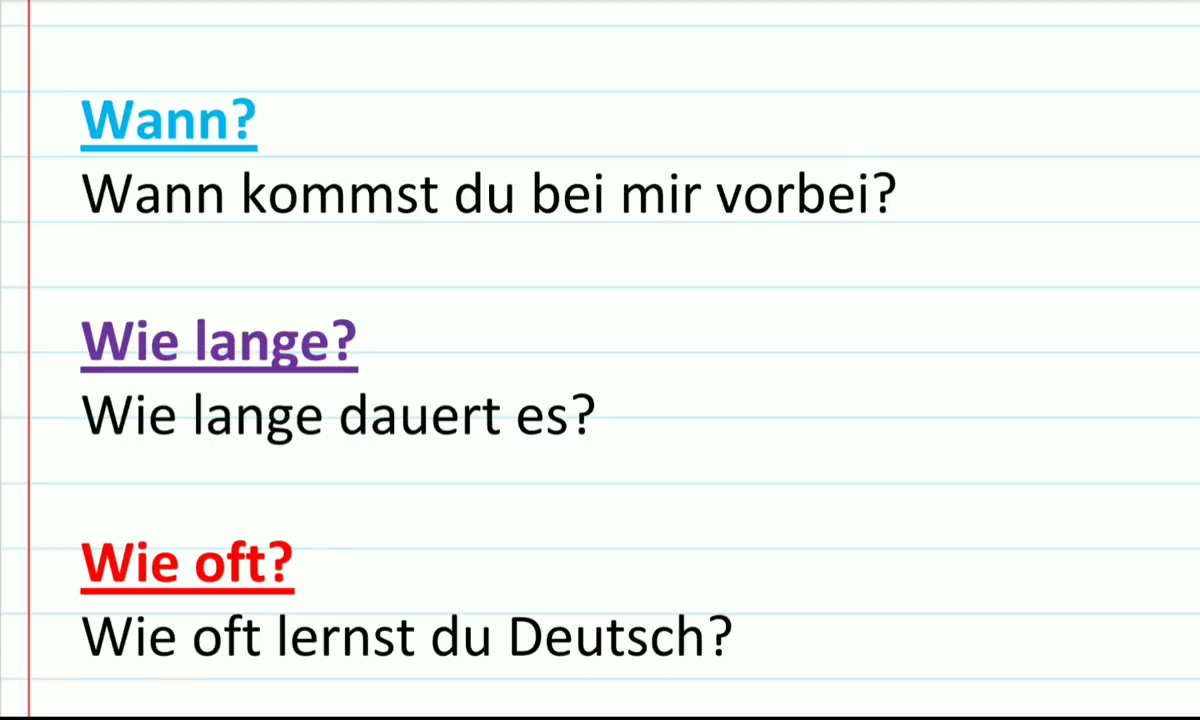 Wann?
Wann kommst du bei mir vorbei?
Wie lange?
Wie lange dauert es?
Wie oft?
Wie oft lernst du Deutsch?